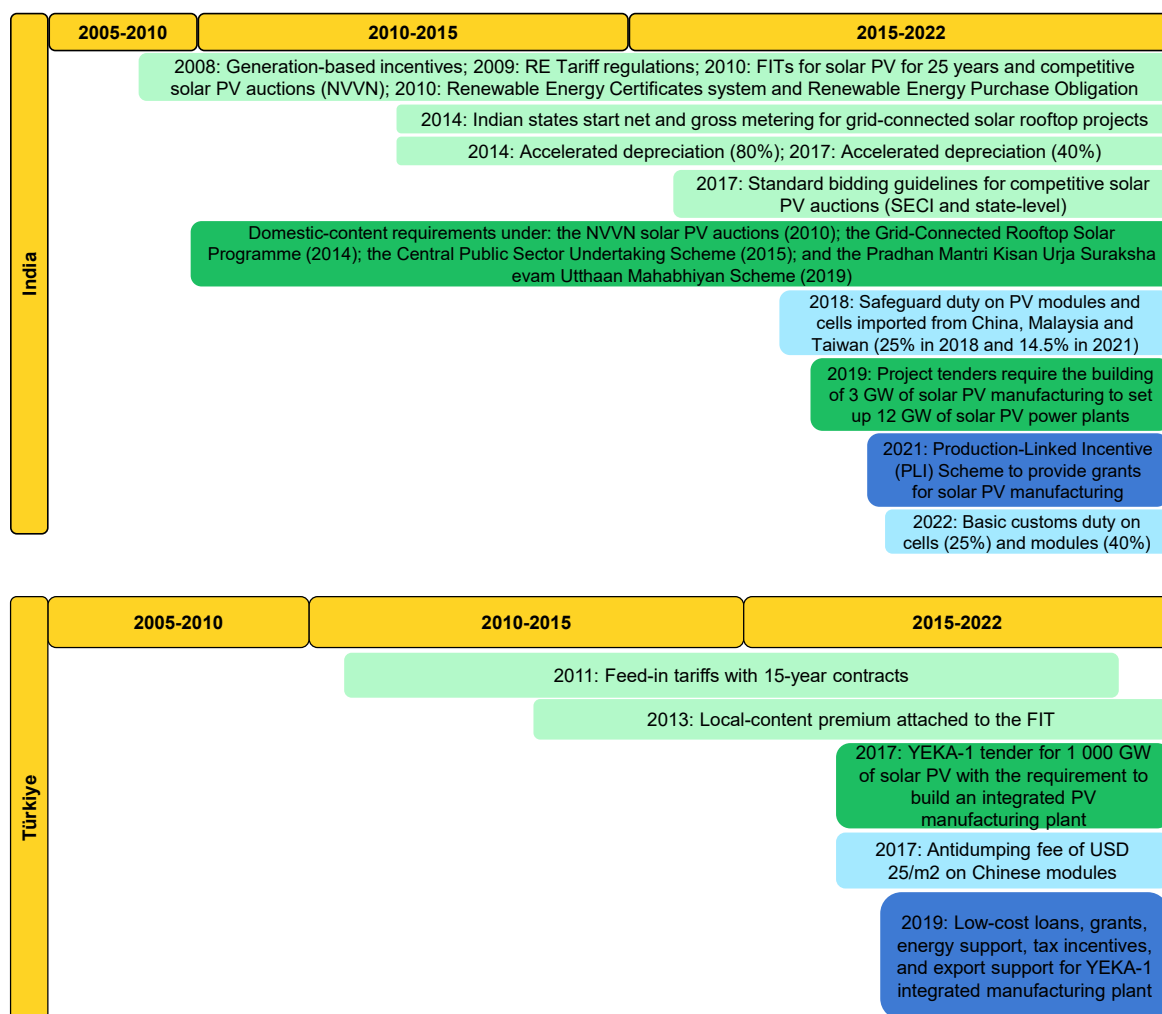 India
2005-2010
2010-2015
2015-2022
2008: Generation-based incentives; 2009: RE Tariff regulations; 2010: FITs for solar PV for 25 years and competitive
solar PV auctions (NVVN); 2010: Renewable Energy Certificates system and Renewable Energy Purchase Obligation
2014: Indian states start net and gross metering for grid-connected solar rooftop projects
2014: Accelerated depreciation (80%); 2017: Accelerated depreciation (40%)
2017: Standard bidding guidelines for competitive solar
PV auctions (SECI and state-level)
Domestic-content requirements under: the NVVN solar PV auctions (2010); the Grid-Connected Rooftop Solar
Programme (2014); the Central Public Sector Undertaking Scheme (2015); and the Pradhan Mantri Kisan Urja Suraksha
evam Utthaan Mahabhiyan Scheme (2019)
2018: Safeguard duty on PV modules and
cells imported from China, Malaysia and
Taiwan (25% in 2018 and 14.5% in 2021)
2019: Project tenders require the building
of 3 GW of solar PV manufacturing to set
up 12 GW of solar PV power plants
2021: Production-Linked Incentive
(PLI) Scheme to provide grants
for solar PV manufacturing
2022: Basic customs duty on
cells (25%) and modules (40%)
Türkiye
2005-2010
2010-2015
2015-2022
2011: Feed-in tariffs with 15-year contracts
2013: Local-content premium attached to the FIT
2017: YEKA-1 tender for 1 000 GW
of solar PV with the requirement to
build an integrated PV
manufacturing plant
2017: Antidumping fee of USD
25/m2 on Chinese modules
2019: Low-cost loans, grants,
energy support, tax incentives,
and export support for YEKA-1
integrated manufacturing plant